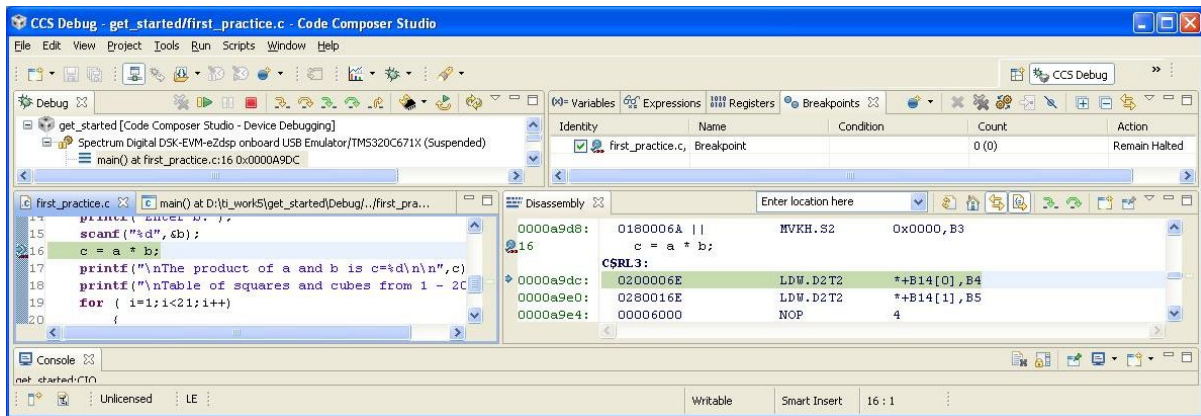 CCS Debug - get_started/first_practice.c - Code Composer Studio
File Edit View Project Tools Run Scripts Window Help
CCS Debug »
Debug
get_started [Code Composer Studio - Device Debugging]
Spectrum Digital DSK-EVM-eZdsp onboard USB Emulator/TMS320C671X (Suspended)
main() at first_practice.c:16 0x0000A9DC
(x)= Variables Expressions Registers Breakpoints
Identity Name Condition Count Action
first_practice.c, Breakpoint 0 (0) Remain Halted
first_practice.c main() at D:\ti_work5\get_started\Debug/../first_pra...
14 printf("Enter b: ");
15 scanf("%d",&b);
16 c = a * b;
17 printf("\nThe product of a and b is c=%d\n\n",c)
18 printf("\nTable of squares and cubes from 1 - 20
19 for ( i=1;i<21;i++)
20 {
Disassembly Enter location here
0000a9d8: 0180006A || MVKH.S2 0x0000,B3
16 c = a * b;
C$RL3:
0000a9dc: 0200006E LDW.D2T2 *+B14[0],B4
0000a9e0: 0280016E LDW.D2T2 *+B14[1],B5
0000a9e4: 00006000 NOP 4
Console
get_started:CIO
Unlicensed LE Writable Smart Insert 16 : 1